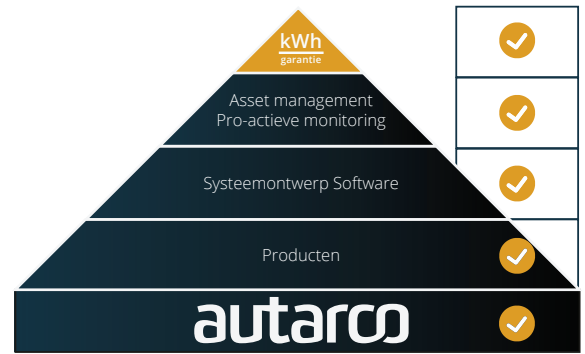 kWh
garantie
Asset management
Pro-actieve monitoring
Systeemontwerp Software
Producten
autarco